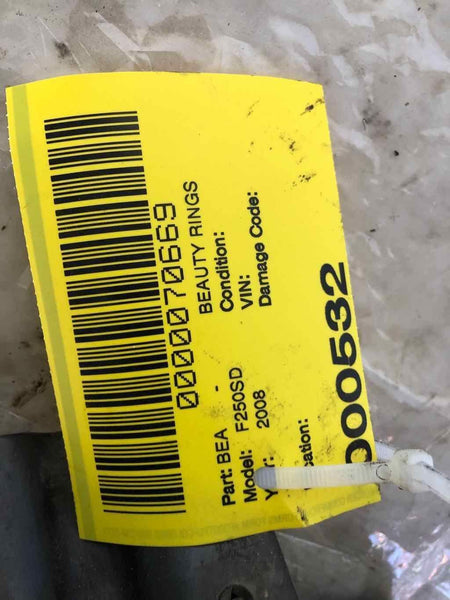 0000070669
Part: BEA - BEAUTY RINGS
Model: F250SD Condition:
2008 VIN:
Damage Code:
000532